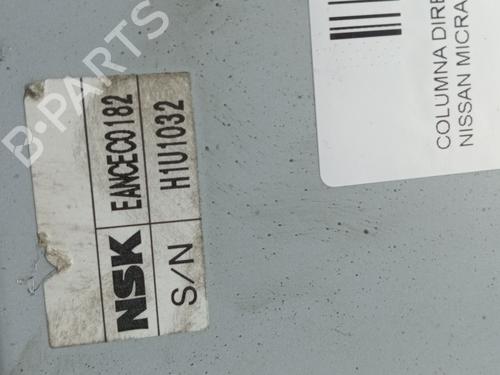 NSK EANCEC0182
S/N H1U1032
COLUMNA DIRE
NISSAN MICRA
B-PARTS